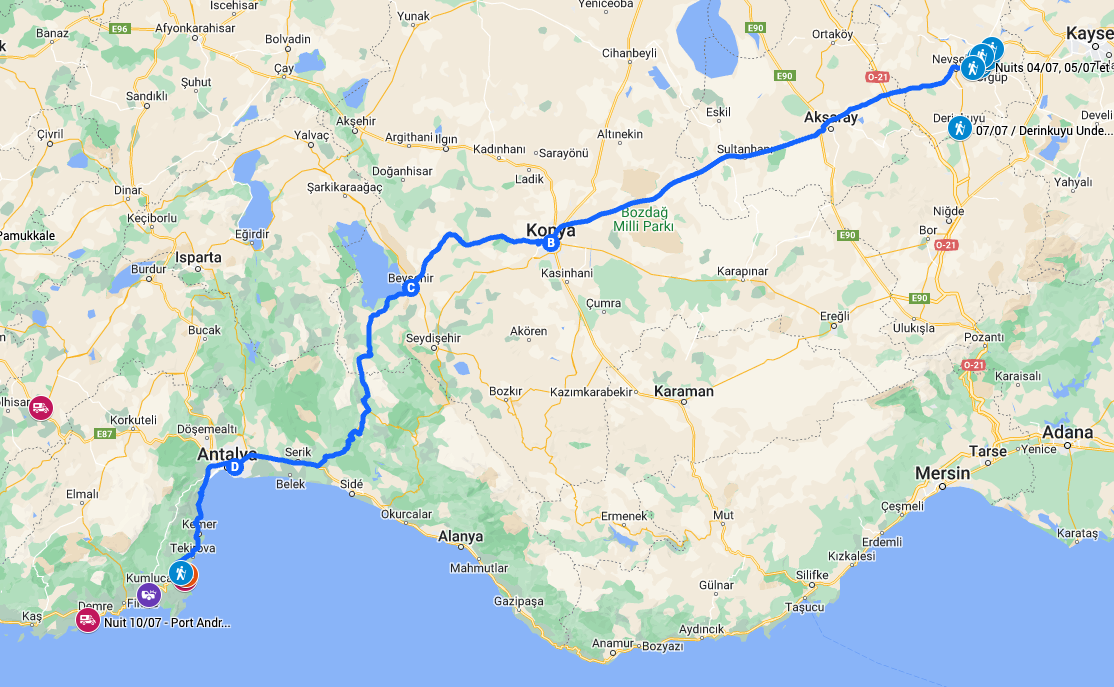 Iscehisar
Yeniceoba
Yunak
Banaz
E96
Afyonkarahisar
E90
Ortaköy
Kayse
Bolvadin
Cihanbeyli
Çay
Nevşe
Nuits 04/07, 05/07 et
Şuhut
E90
O-21
Ürgüp
Sandıklı
Eskil
Aksaray
Develi
Akşehir
Derinkuyu
07/07 / Derinkuyu Unde...
Çivril
Yalvaç
Argithani
Ilgın
Altınekin
Kadınhanı
Sarayönü
Sultanhanı
Doğanhisar
Ladik
Yahyalı
Dinar
Şarkikaraağaç
Keçiborlu
Bozdağ
Milli Parkı
Niğde
Pamukkale
Eğirdir
Konya
B
E90
Bor
O-21
Isparta
Burdur
Beyşehir
C
Kasinhani
Karapınar
Çumra
E90
Bucak
Ereğli
Ulukışla
Seydişehir
Akören
Pozantı
O-21
Karaisalı
Bozkır
Kazımkarabekir
Karaman
Korkuteli
E87
Döşemealtı
Adana
Antalya
D
Serik
Tarse
Yenice
Mersin
Belek
Sidé
Elmalı
Okurcalar
Ermenek
Mut
Çeşmeli
Kemer
Alanya
Erdemli
Karataş
Tekirova
Kızkalesi
Mahmutlar
Kumluca
Gülnar
Silifke
Gazipaşa
Taşucu
Kaş
Demre
Fi
Nuit 10/07 - Port Andr...
Aydıncık
Anamur
Bozyazı